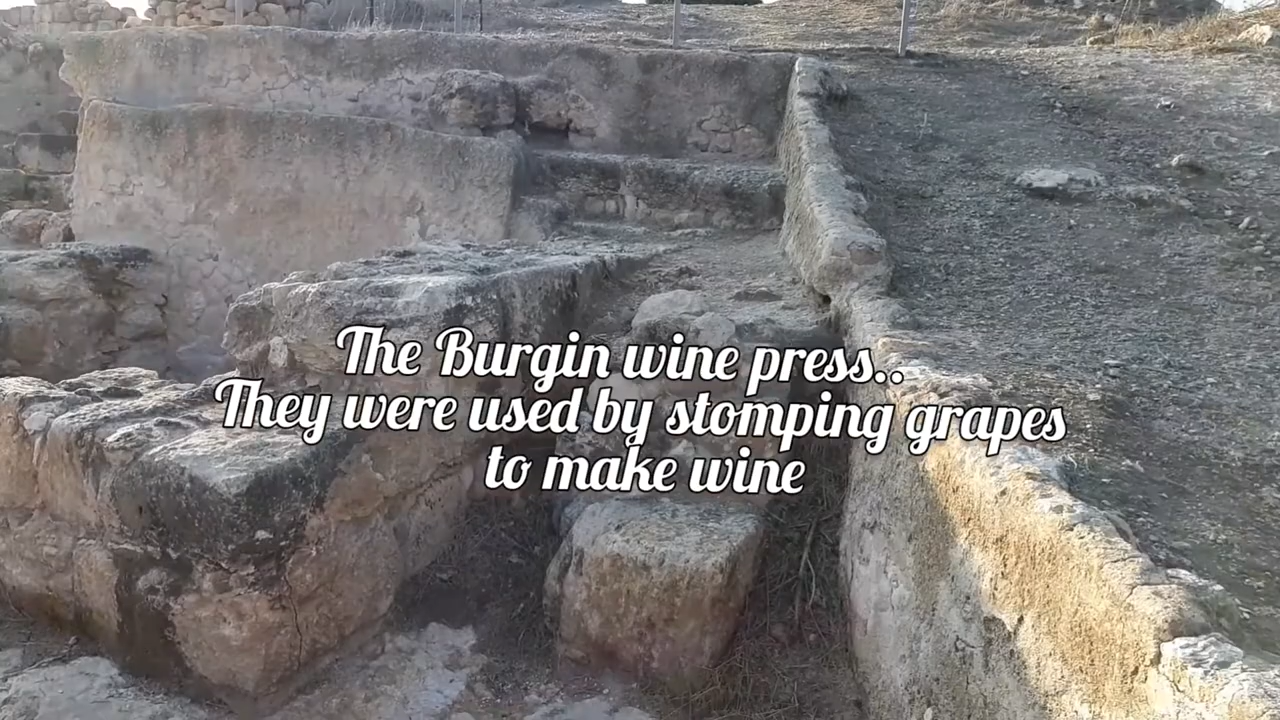 The Burgin wine press..
They were used by stomping grapes
to make wine